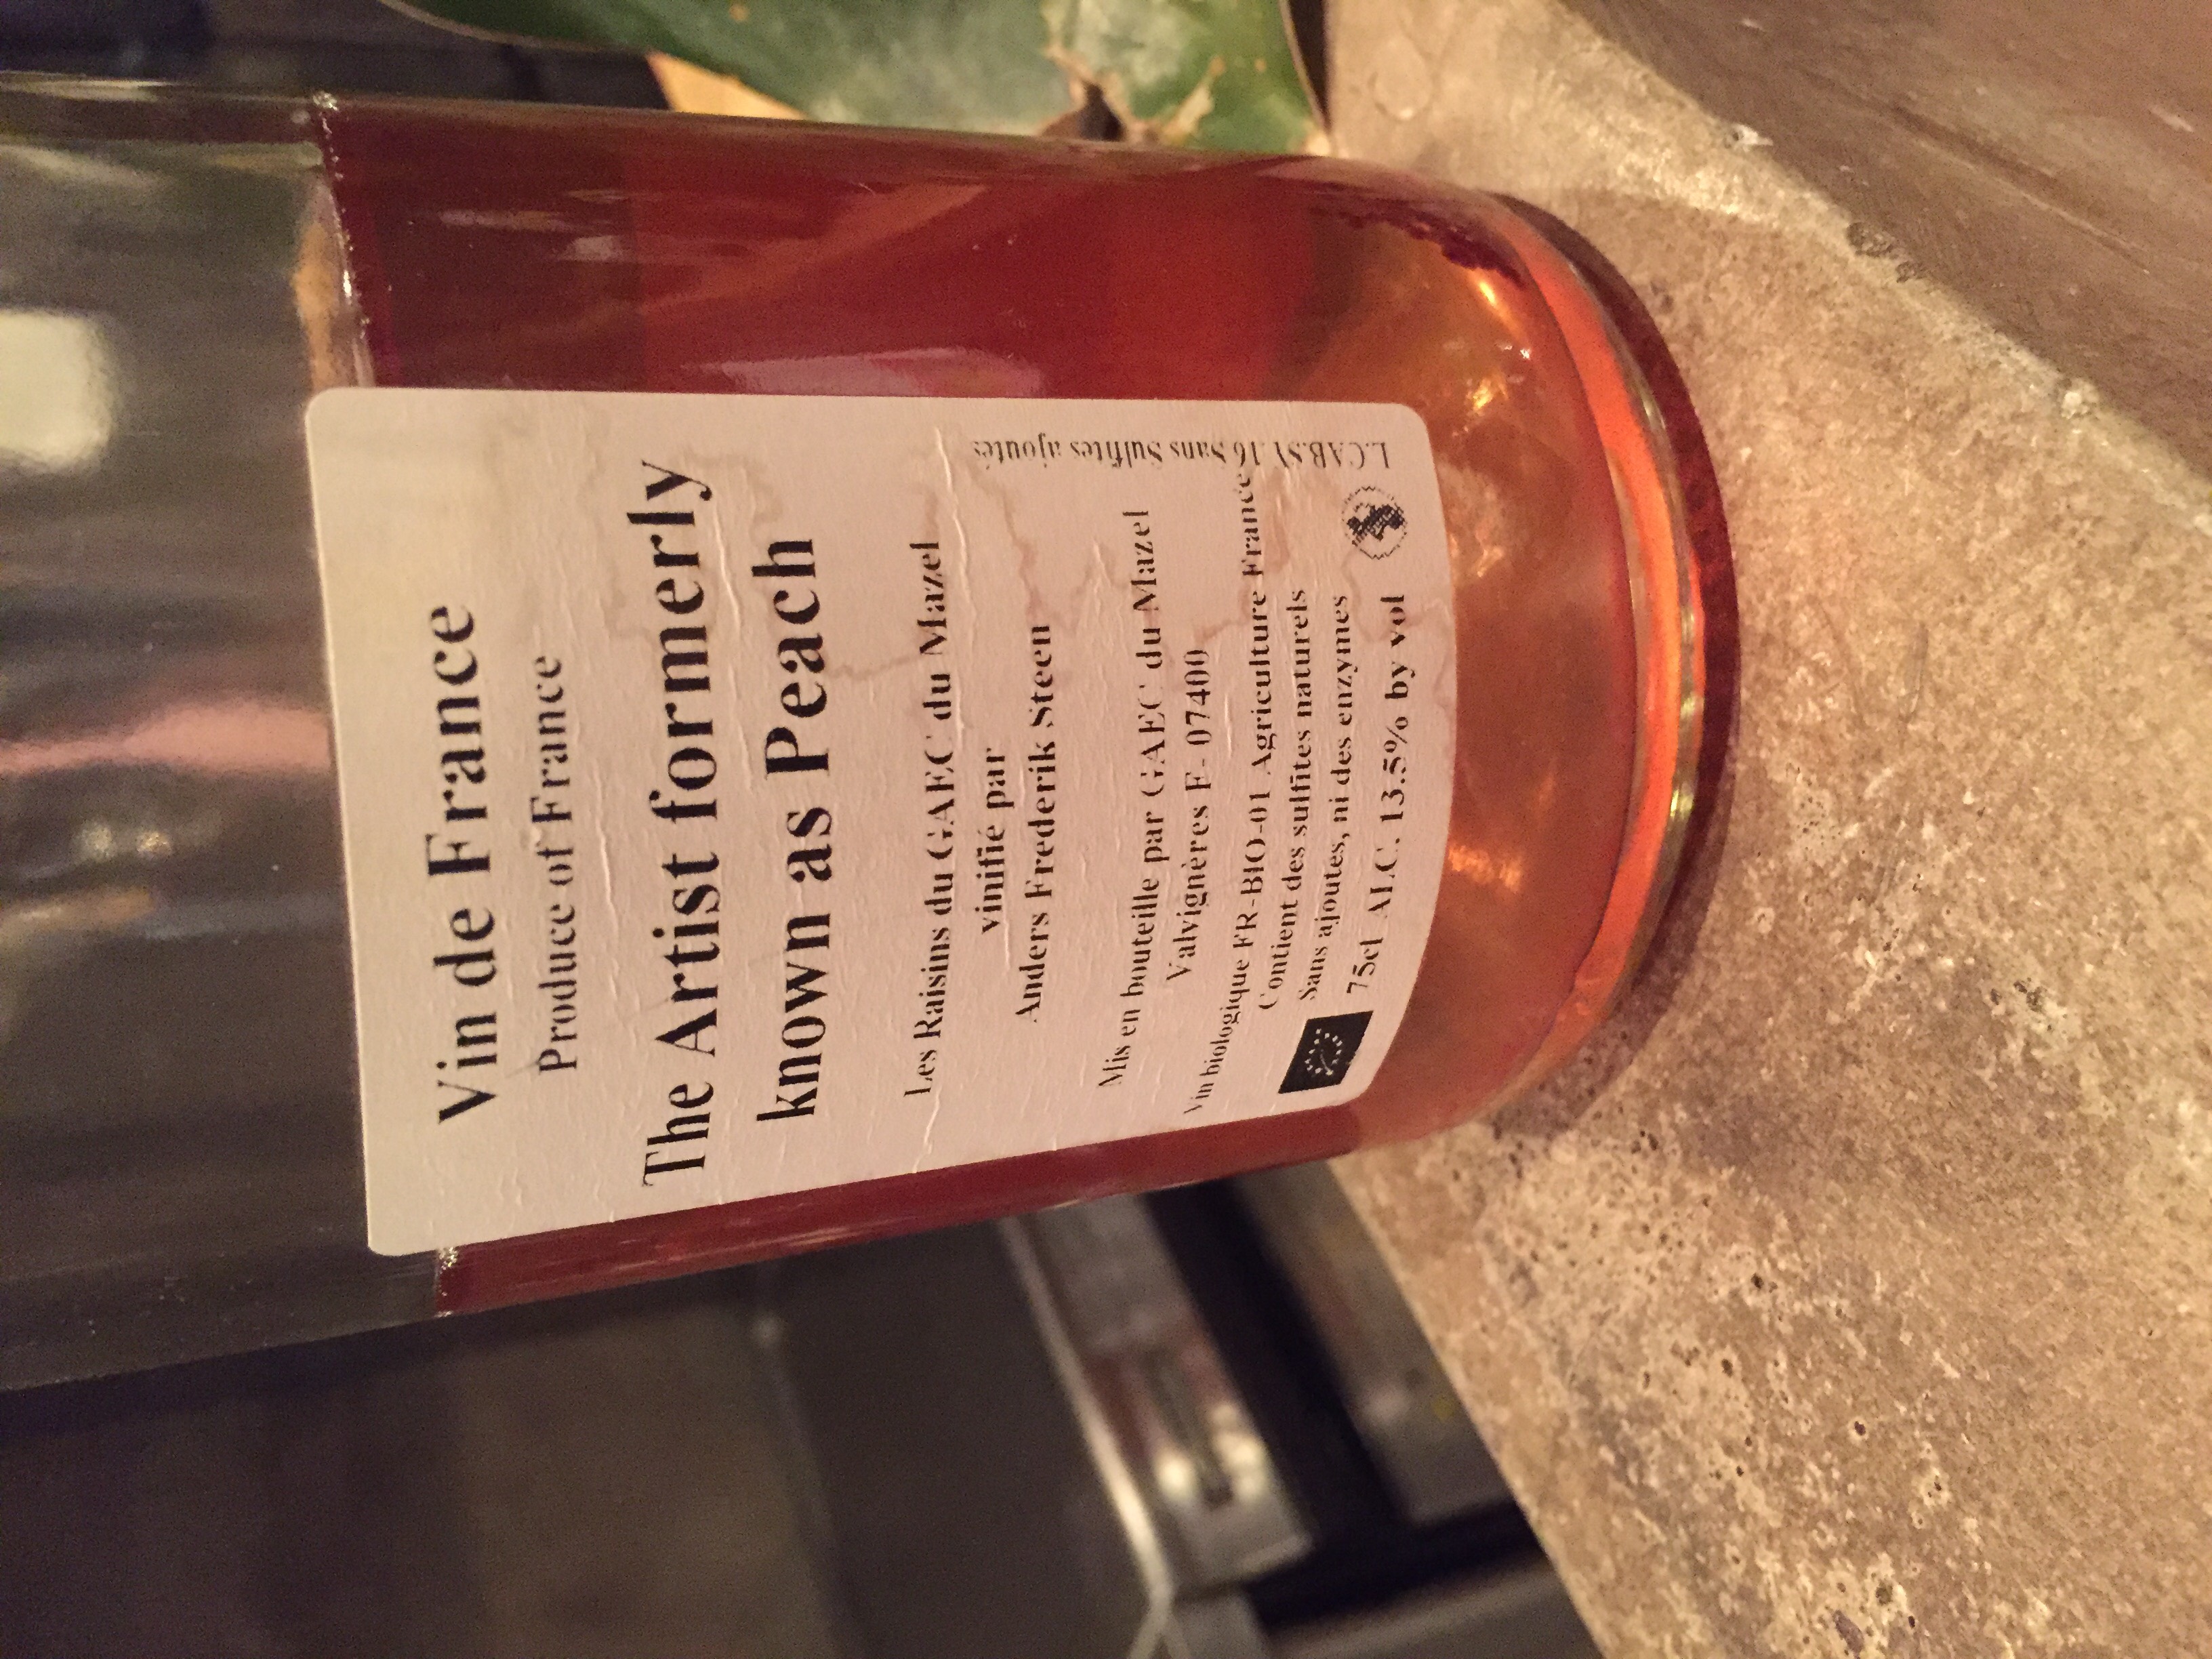 Vin de France
Produce of France
The Artist formerly
known as Peach
Les Raisins du GAEC du Mazel
vinifié par
Anders Frederik Steen
Mis en bouteille par GAEC du Mazel
Valvignères F- 07400
Vin biologique FR-BIO-01 Agriculture France
Contient des sulfites naturels
Sans ajoutes, ni des enzymes
75cl ALC. 13.5% by vol
L.CAB.SY.16 Sans Sulfites ajoutés